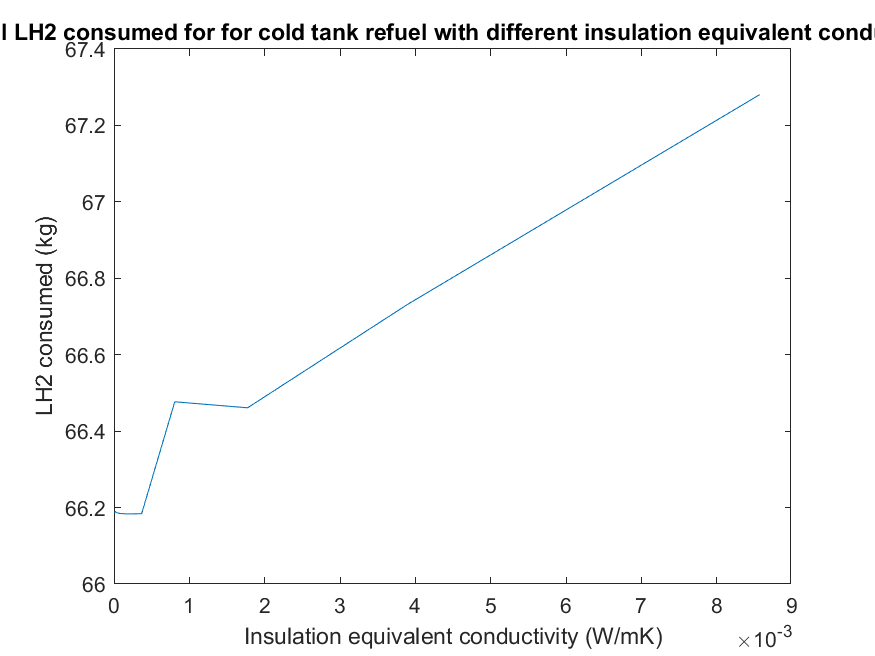 l LH2 consumed for for cold tank refuel with different insulation equivalent
67.4
67.2
67
66.8
66.6
66.4
66.2
66
LH2 consumed (kg)
0 1 2 3 4 5 6 7 8 9
×10⁻³
Insulation equivalent conductivity (W/mK)